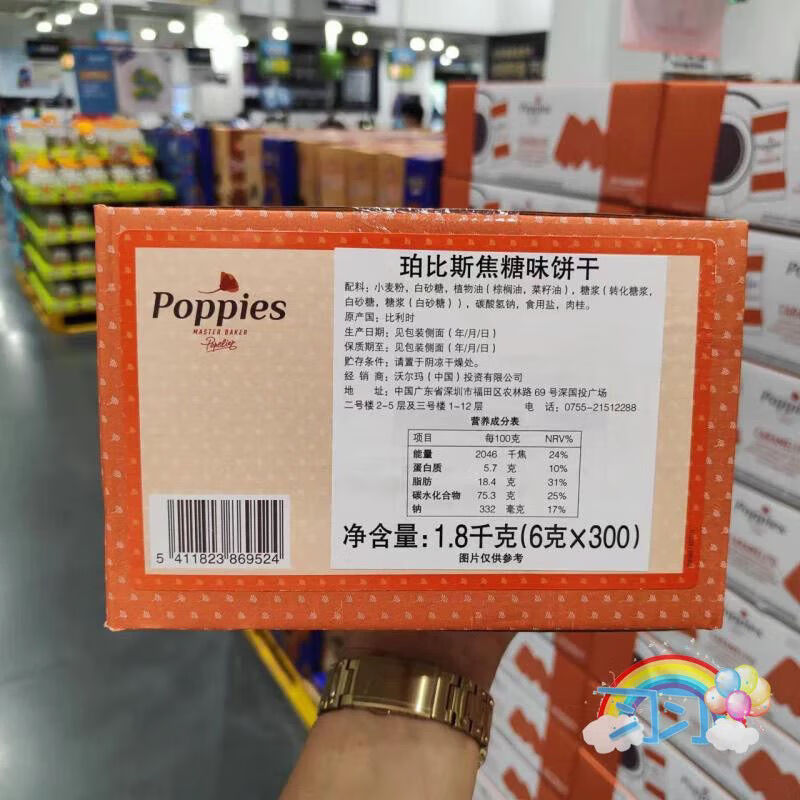 Poppies
MASTER BAKER
Popeliers
珀比斯焦糖味饼干
配料：小麦粉，白砂糖，植物油（棕榈油，菜籽油），糖浆（转化糖浆，
白砂糖，糖浆（白砂糖）），碳酸氢钠，食用盐，肉桂。
原产国：比利时
生产日期：见包装侧面（年/月/日）
保质期至：见包装侧面（年/月/日）
贮存条件：请置于阴凉干燥处。
经 销 商：沃尔玛（中国）投资有限公司
地 址：中国广东省深圳市福田区农林路 69 号深国投广场
二号楼 2-5 层及三号楼 1-12 层 电 话：0755-21512288
营养成分表
项目 每100克 NRV%
能量 2046 千焦 24%
蛋白质 5.7 克 10%
脂肪 18.4 克 31%
碳水化合物 75.3 克 25%
钠 332 毫克 17%
净含量：1.8千克(6克×300)
图片仅供参考
5 411823 869524
Poppies
Poppies
Poppies
Poppies
Poppies
习习